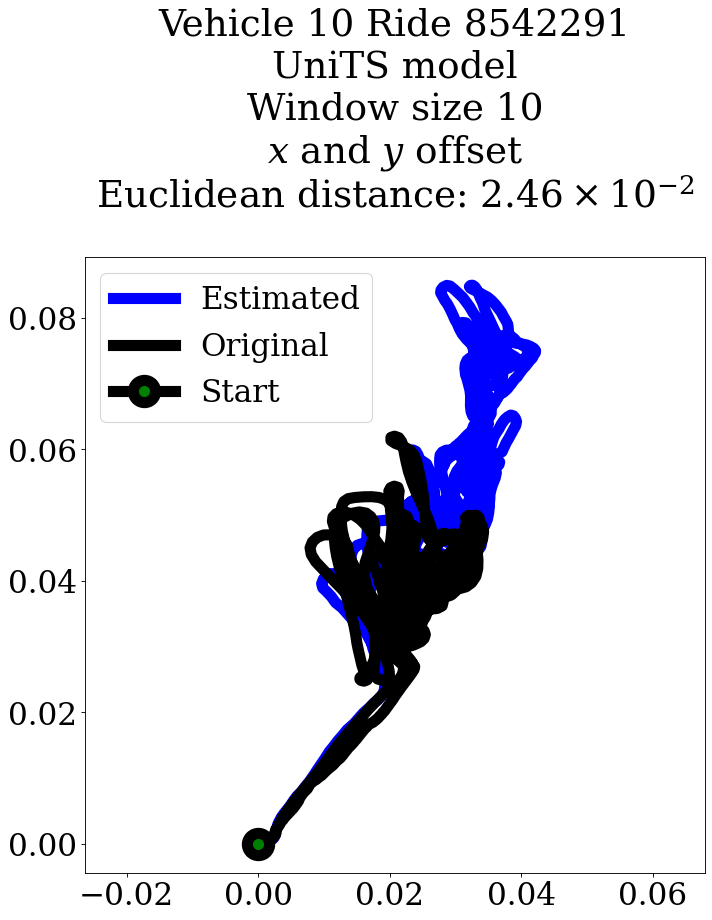 Vehicle 10 Ride 8542291
UniTS model
Window size 10
x and y offset
Euclidean distance: 2.46 × 10⁻²
Estimated
Original
Start
0.08
0.06
0.04
0.02
0.00
−0.02 0.00 0.02 0.04 0.06